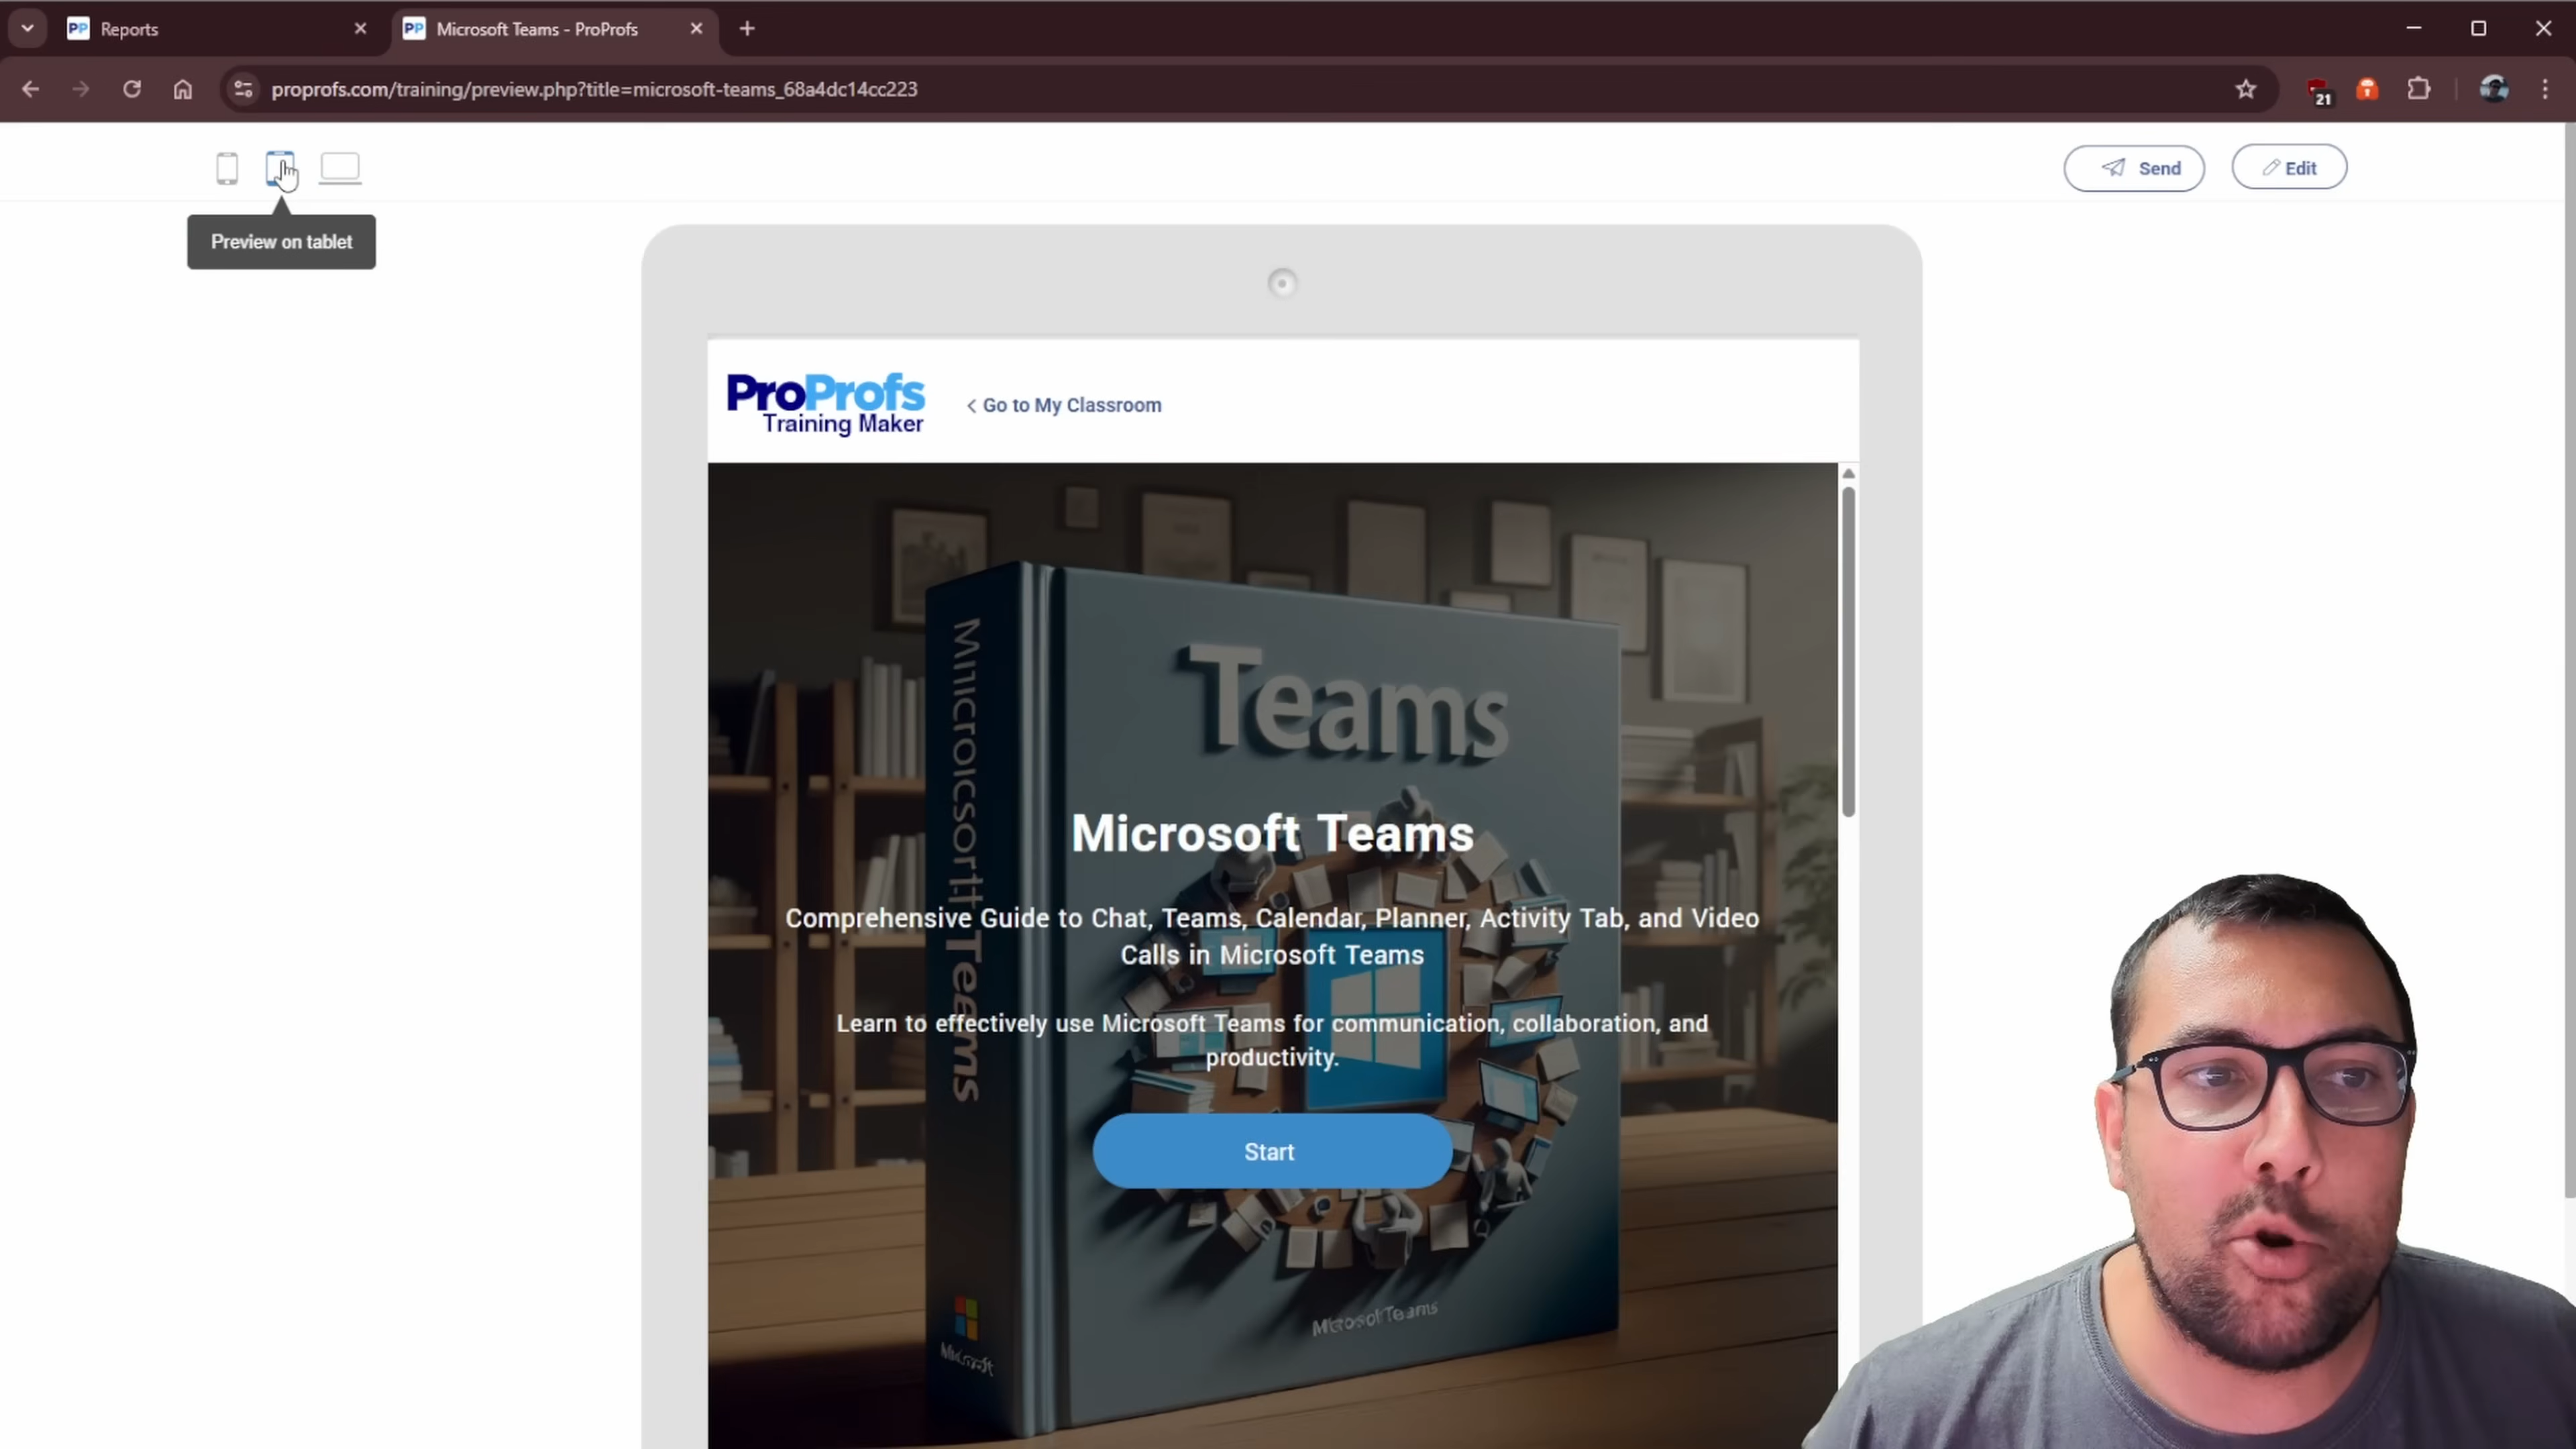 Reports
Microsoft Teams - ProProfs
proprofs.com/training/preview.php?title=microsoft-teams_68a4dc14cc223
21
Send
Edit
Preview on tablet
ProProfs
Training Maker
< Go to My Classroom
Teams
Miicroicsortt Teams
Microsoft Teams
Comprehensive Guide to Chat, Teams, Calendar, Planner, Activity Tab, and Video
Calls in Microsoft Teams
Learn to effectively use Microsoft Teams for communication, collaboration, and
productivity.
Start